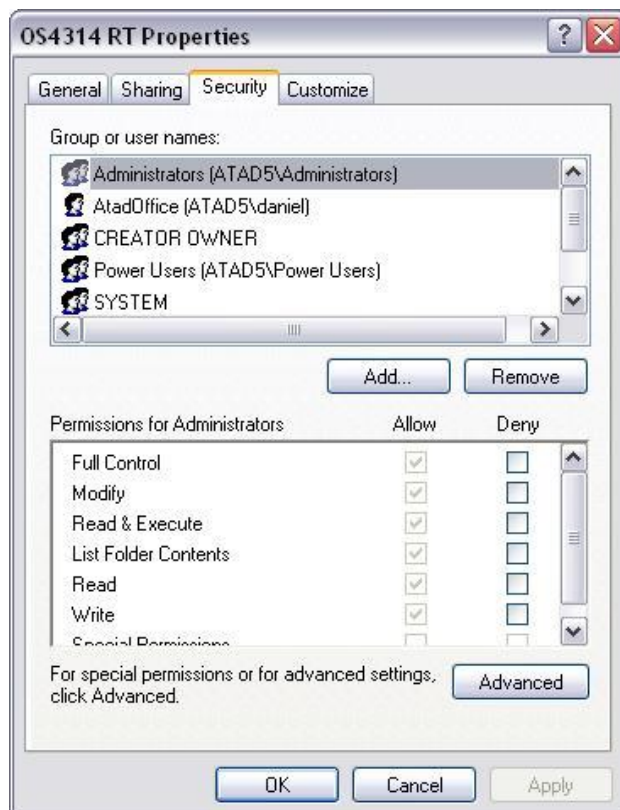 OS4314 RT Properties
General Sharing Security Customize
Group or user names:
Administrators (ATAD5\Administrators)
AtadOffice (ATAD5\daniel)
CREATOR OWNER
Power Users (ATAD5\Power Users)
SYSTEM
Add... Remove
Permissions for Administrators Allow Deny
Full Control
Modify
Read & Execute
List Folder Contents
Read
Write
Special Permissions
For special permissions or for advanced settings,
click Advanced.
Advanced
OK Cancel Apply